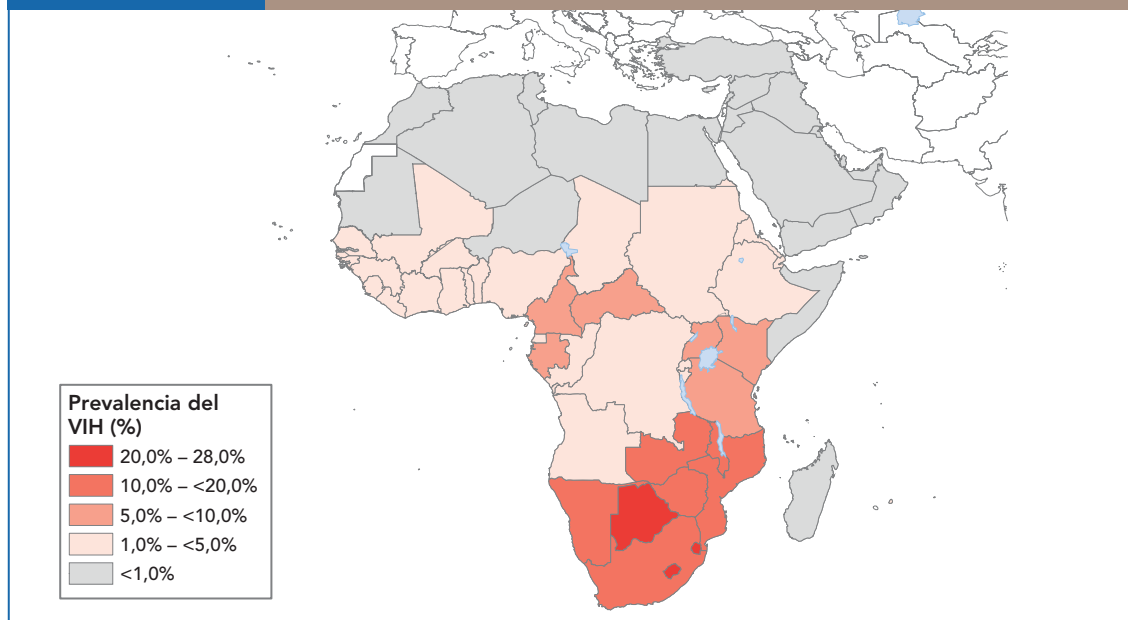 Prevalencia del
VIH (%)
20,0% – 28,0%
10,0% – <20,0%
5,0% – <10,0%
1,0% – <5,0%
<1,0%